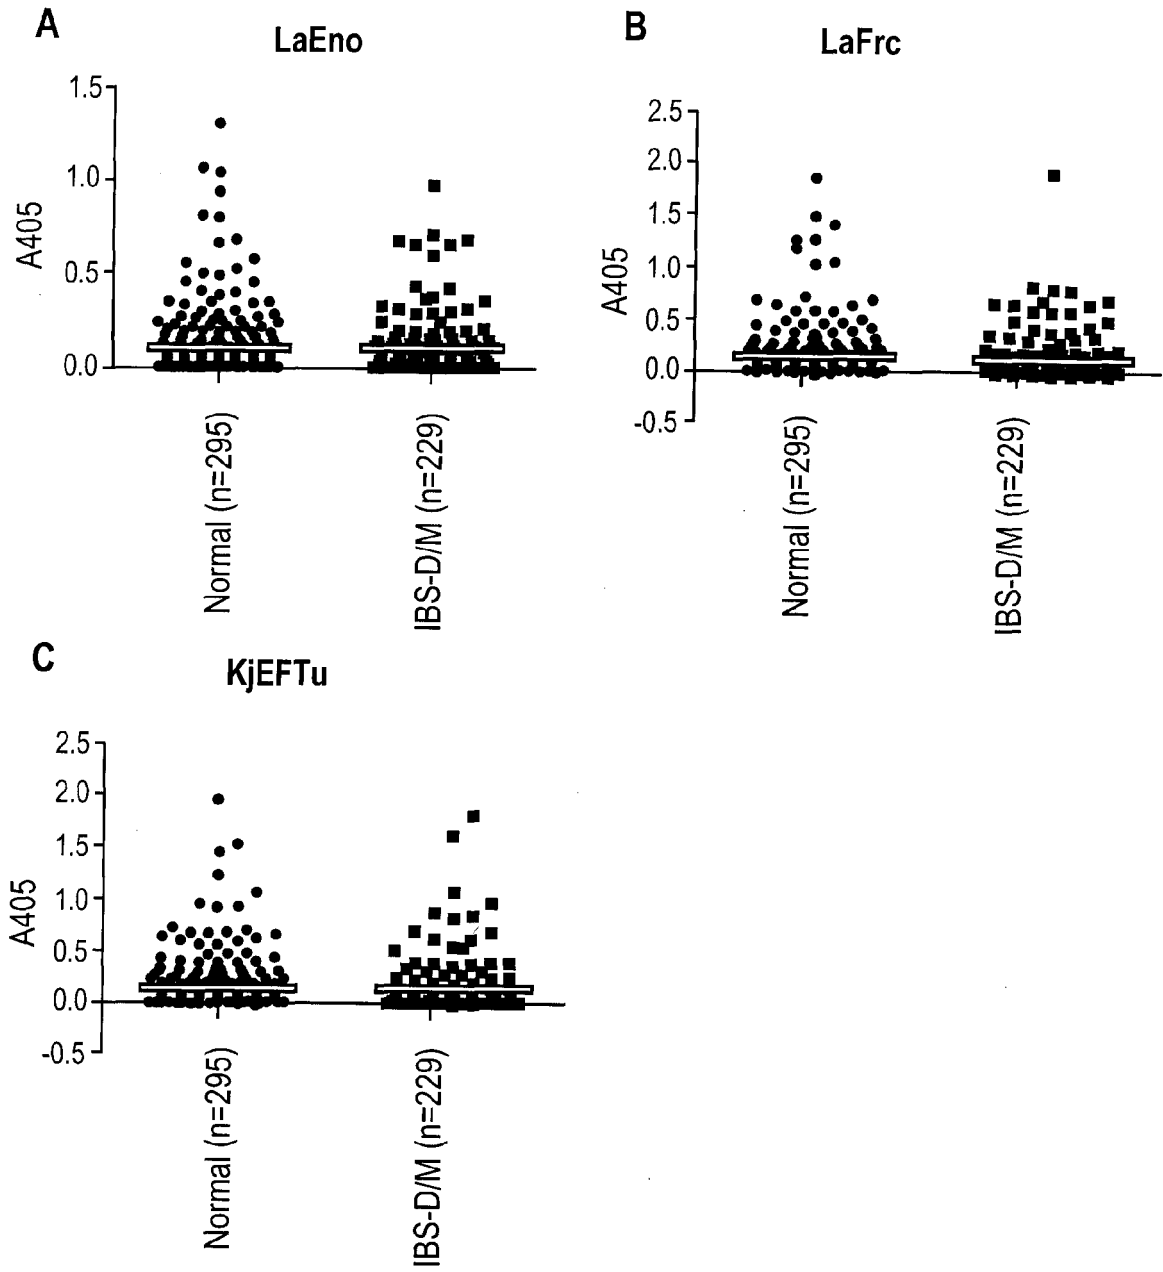 A
LaEno
1.5
1.0
0.5
0.0
A405
Normal (n=295)
IBS-D/M (n=229)
B
LaFrc
2.5
2.0
1.5
1.0
0.5
0.0
-0.5
A405
Normal (n=295)
IBS-D/M (n=229)
C
KjEFTu
2.5
2.0
1.5
1.0
0.5
0.0
-0.5
A405
Normal (n=295)
IBS-D/M (n=229)